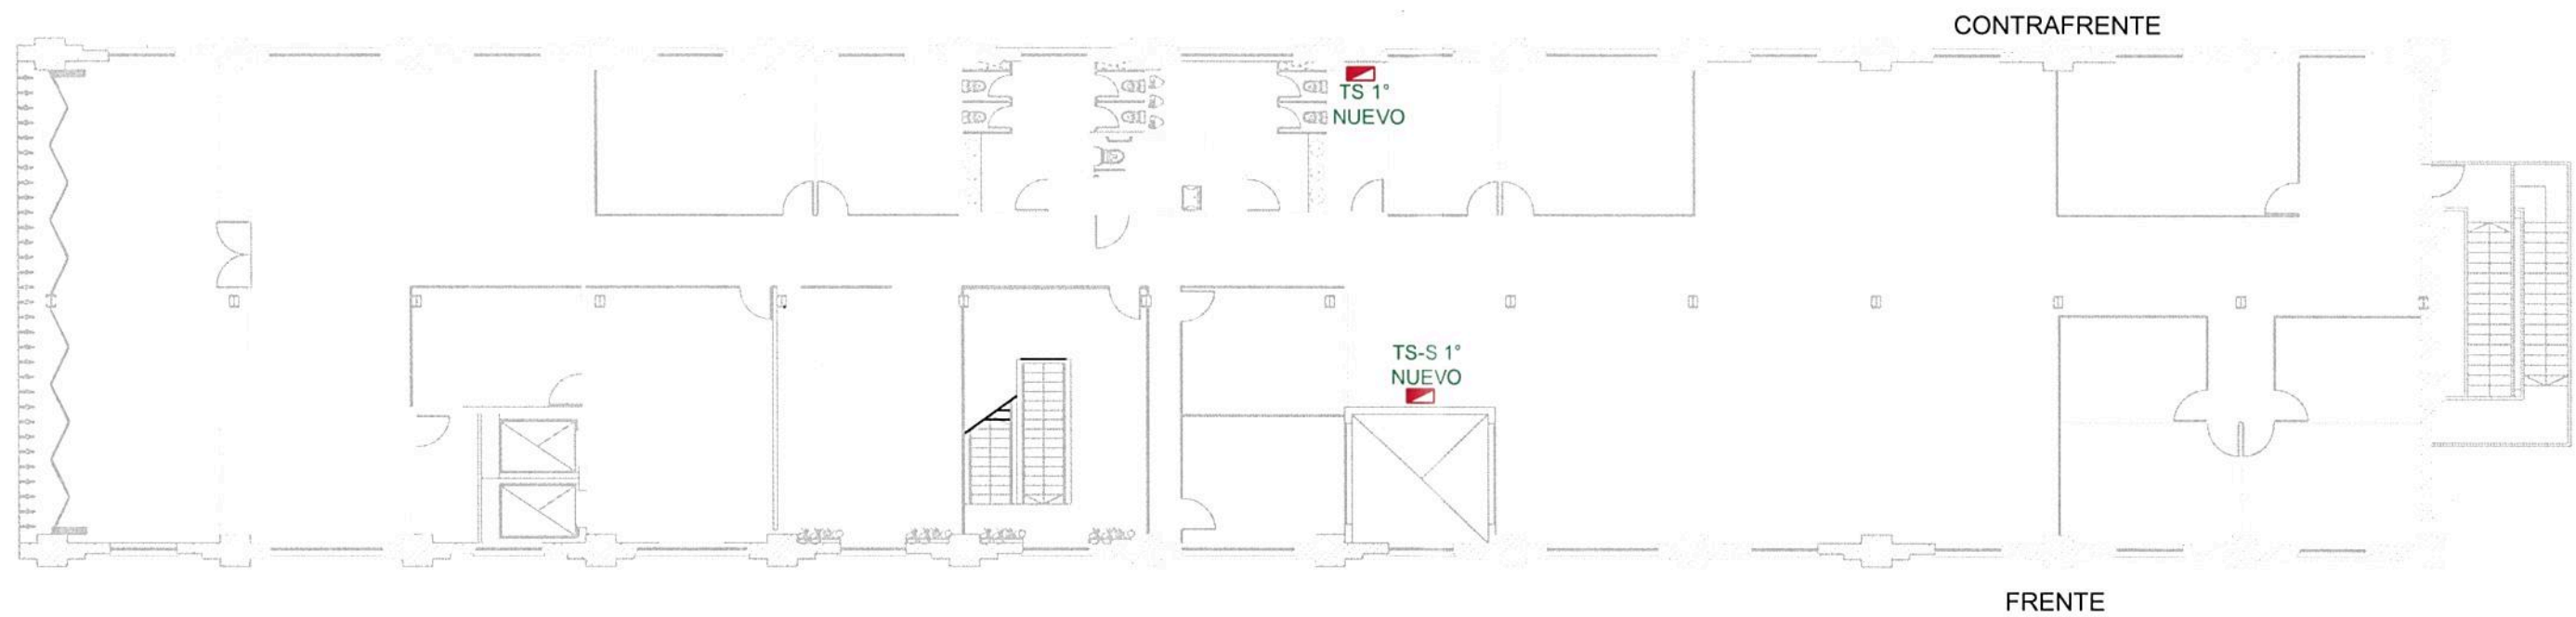 CONTRAFRENTE
TS 1°
NUEVO
TS-S 1°
NUEVO
FRENTE